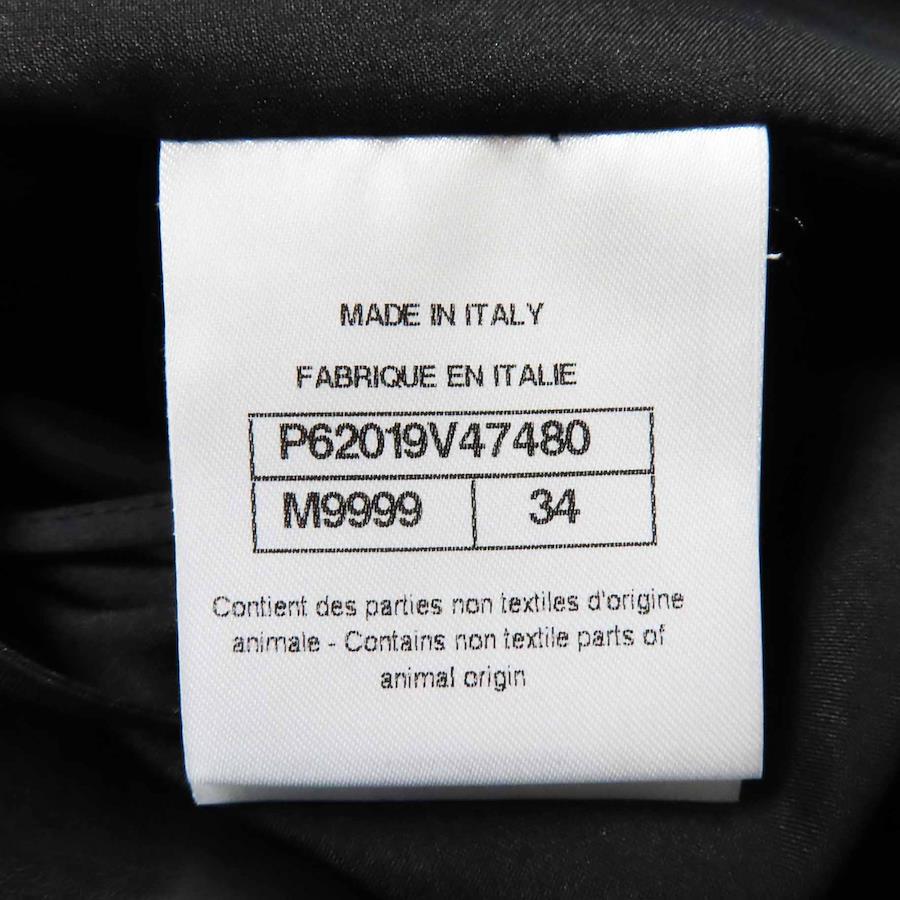 MADE IN ITALY
FABRIQUE EN ITALIE
P62019V47480
M9999 34
Contient des parties non textiles d'origine
animale - Contains non textile parts of
animal origin